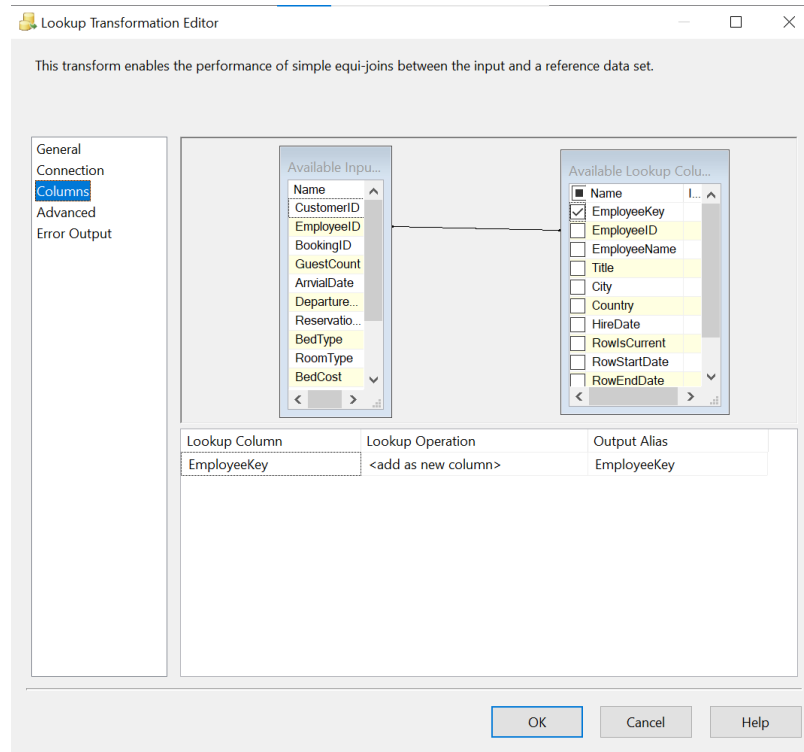 Lookup Transformation Editor
This transform enables the performance of simple equi-joins between the input and a reference data set.
General
Connection
Columns
Advanced
Error Output
Available Inpu...
Name
CustomerID
EmployeeID
BookingID
GuestCount
ArrvialDate
Departure...
Reservatio...
BedType
RoomType
BedCost
Available Lookup Colu...
Name I...
EmployeeKey
EmployeeID
EmployeeName
Title
City
Country
HireDate
RowIsCurrent
RowStartDate
RowEndDate
Lookup Column Lookup Operation Output Alias
EmployeeKey <add as new column> EmployeeKey
OK Cancel Help